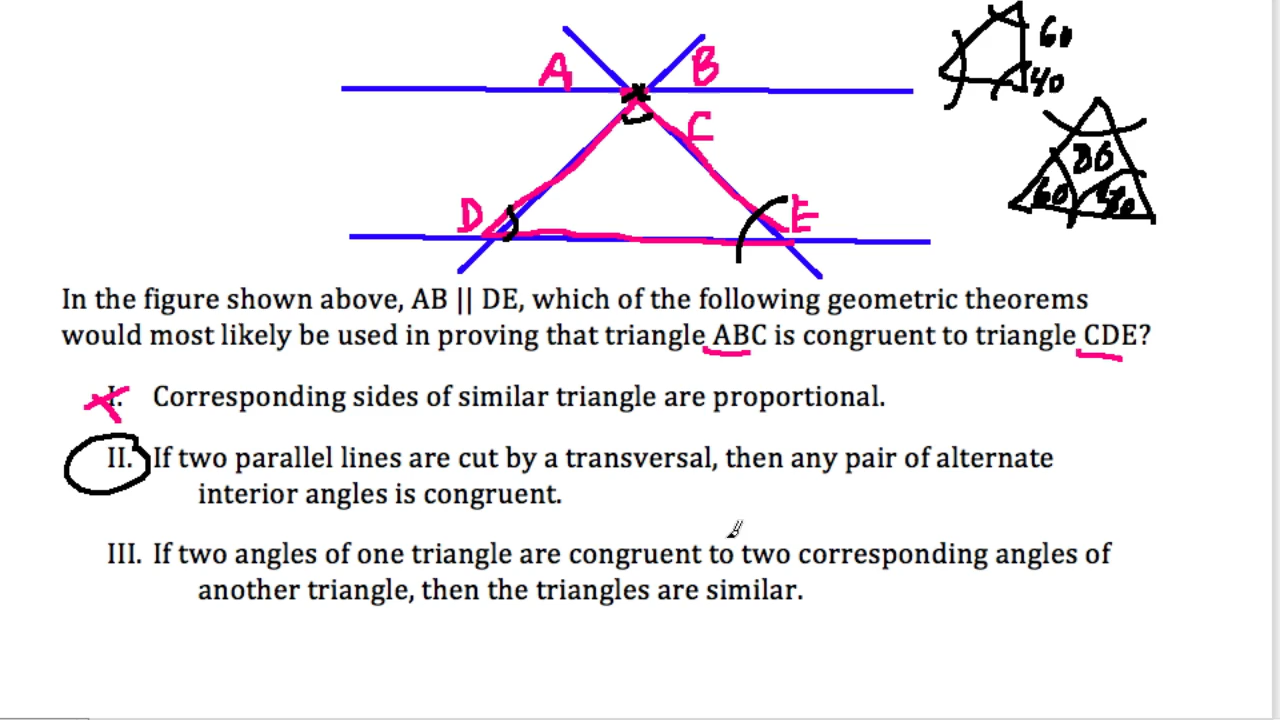 A
B
C
D
E
60
40
80
60
In the figure shown above, AB || DE, which of the following geometric theorems
would most likely be used in proving that triangle ABC is congruent to triangle CDE?
I. Corresponding sides of similar triangle are proportional.
II. If two parallel lines are cut by a transversal, then any pair of alternate
interior angles is congruent.
III. If two angles of one triangle are congruent to two corresponding angles of
another triangle, then the triangles are similar.